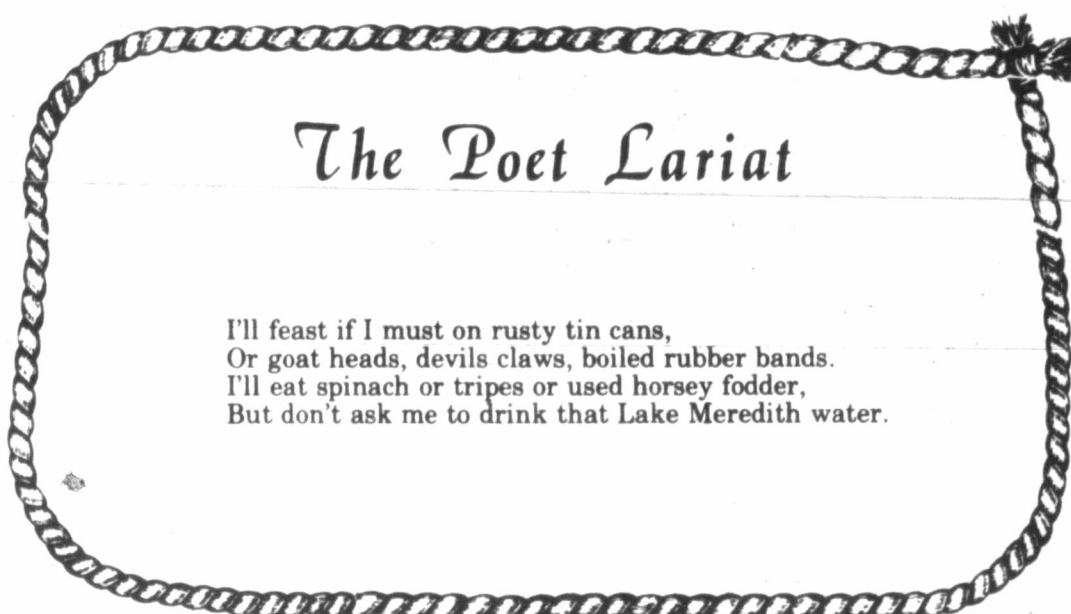 The Poet Lariat
I'll feast if I must on rusty tin cans,
Or goat heads, devils claws, boiled rubber bands.
I'll eat spinach or tripes or used horsey fodder,
But don't ask me to drink that Lake Meredith water.